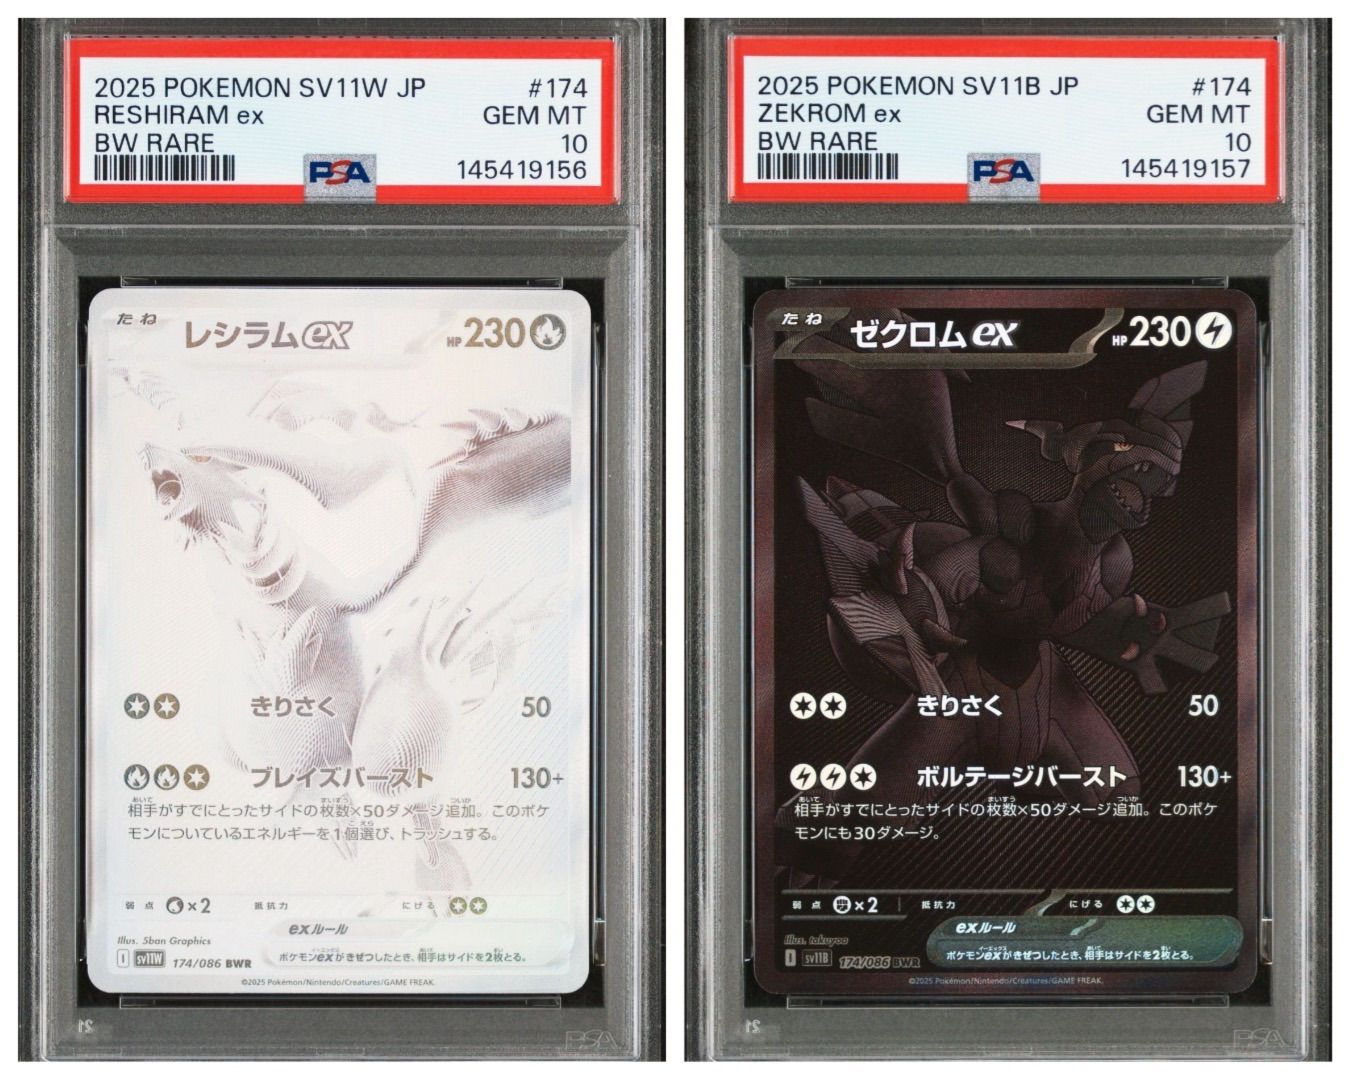 2025 POKEMON SV11W JP #174
RESHIRAM ex GEM MT
BW RARE 10
PSA 145419156
たね レシラムex HP230
きりさく 50
ブレイズバースト 130+
相手がすでにとったサイドの枚数×50ダメージ追加。このポケ
モンについているエネルギーを1個選び、トラッシュする。
弱点 ×2 抵抗力 にげる
exルール
ポケモンexがきぜつしたとき、相手はサイドを2枚とる。
Illus. 5ban Graphics
I SV11W 174/086 BWR
©2025 Pokémon/Nintendo/Creatures/GAME FREAK.
21 PSA
2025 POKEMON SV11B JP #174
ZEKROM ex GEM MT
BW RARE 10
PSA 145419157
たね ゼクロムex HP230
きりさく 50
ボルテージバースト 130+
相手がすでにとったサイドの枚数×50ダメージ追加。このポケ
モンにも30ダメージ。
弱点 ×2 抵抗力 にげる
exルール
ポケモンexがきぜつしたとき、相手はサイドを2枚とる。
Illus. takuyoa
I SV11B 174/086 BWR
©2025 Pokémon/Nintendo/Creatures/GAME FREAK.
21 PSA